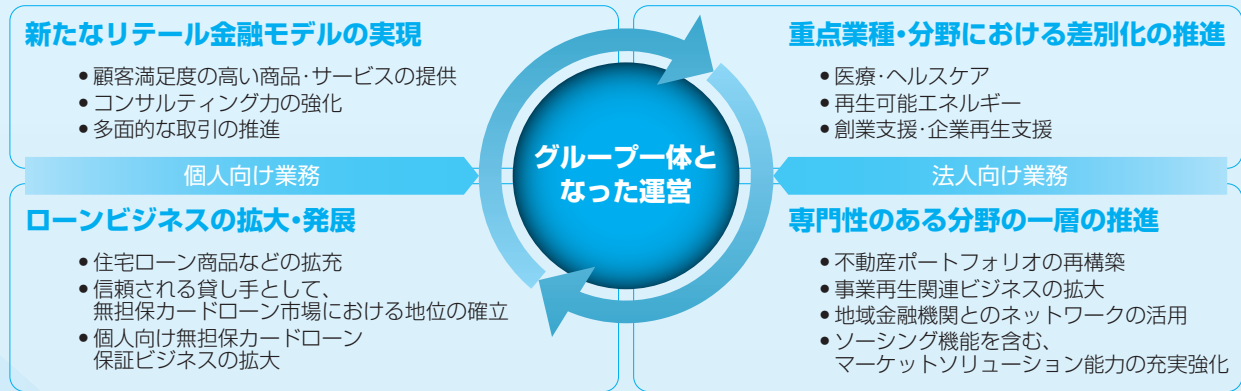 新たなリテール金融モデルの実現
●顧客満足度の高い商品・サービスの提供
●コンサルティング力の強化
●多面的な取引の推進
個人向け業務
ローンビジネスの拡大・発展
●住宅ローン商品などの拡充
●信頼される貸し手として、
無担保カードローン市場における地位の確立
●個人向け無担保カードローン
保証ビジネスの拡大
グループ一体と
なった運営
重点業種・分野における差別化の推進
●医療・ヘルスケア
●再生可能エネルギー
●創業支援・企業再生支援
法人向け業務
専門性のある分野の一層の推進
●不動産ポートフォリオの再構築
●事業再生関連ビジネスの拡大
●地域金融機関とのネットワークの活用
●ソーシング機能を含む、
マーケットソリューション能力の充実強化